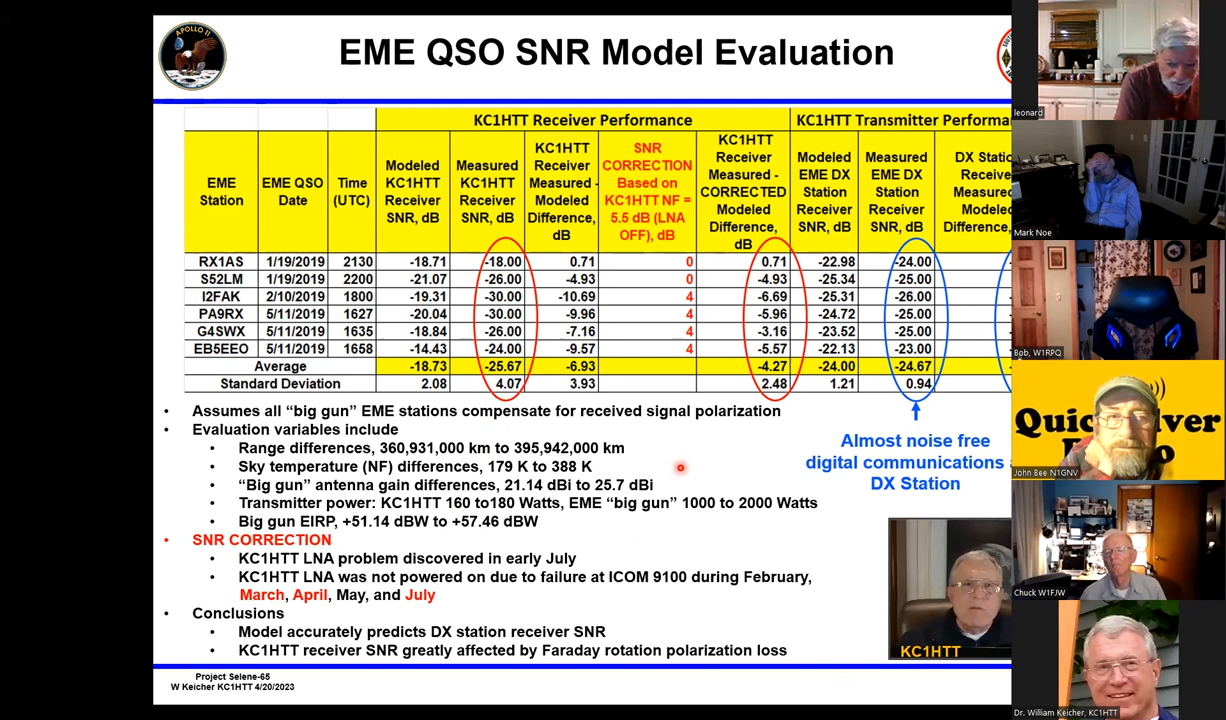 APOLLO 11
EME QSO SNR Model Evaluation
KC1HTT Receiver Performance KC1HTT Transmitter Performa
EME Station
EME QSO Date
Time (UTC)
Modeled KC1HTT Receiver SNR, dB
Measured KC1HTT Receiver SNR, dB
KC1HTT Receiver Measured - Modeled Difference, dB
SNR CORRECTION Based on KC1HTT NF = 5.5 dB (LNA OFF), dB
KC1HTT Receiver Measured - CORRECTED Modeled Difference, dB
Modeled EME DX Station Receiver SNR, dB
Measured EME DX Station Receiver SNR, dB
DX Statio Receive Measured Modele Difference,
RX1AS 1/19/2019 2130 -18.71 -18.00 0.71 0 0.71 -22.98 -24.00
S52LM 1/19/2019 2200 -21.07 -26.00 -4.93 0 -4.93 -25.34 -25.00
I2FAK 2/10/2019 1800 -19.31 -30.00 -10.69 4 -6.69 -25.31 -26.00
PA9RX 5/11/2019 1627 -20.04 -30.00 -9.96 4 -5.96 -24.72 -25.00
G4SWX 5/11/2019 1635 -18.84 -26.00 -7.16 4 -3.16 -23.52 -25.00
EB5EEO 5/11/2019 1658 -14.43 -24.00 -9.57 4 -5.57 -22.13 -23.00
Average -18.73 -25.67 -6.93 -4.27 -24.00 -24.67
Standard Deviation 2.08 4.07 3.93 2.48 1.21 0.94
• Assumes all “big gun” EME stations compensate for received signal polarization
• Evaluation variables include
• Range differences, 360,931,000 km to 395,942,000 km
• Sky temperature (NF) differences, 179 K to 388 K
• “Big gun” antenna gain differences, 21.14 dBi to 25.7 dBi
• Transmitter power: KC1HTT 160 to180 Watts, EME “big gun” 1000 to 2000 Watts
• Big gun EIRP, +51.14 dBW to +57.46 dBW
• SNR CORRECTION
• KC1HTT LNA problem discovered in early July
• KC1HTT LNA was not powered on due to failure at ICOM 9100 during February,
March, April, May, and July
• Conclusions
• Model accurately predicts DX station receiver SNR
• KC1HTT receiver SNR greatly affected by Faraday rotation polarization loss
Almost noise free
digital communications
DX Station
KC1HTT
Project Selene-65
W Keicher KC1HTT 4/20/2023
leonard
Mark Noe
Bob, W1RPQ
John Bee N1GNV
Chuck W1FJW
Dr. William Keicher, KC1HTT